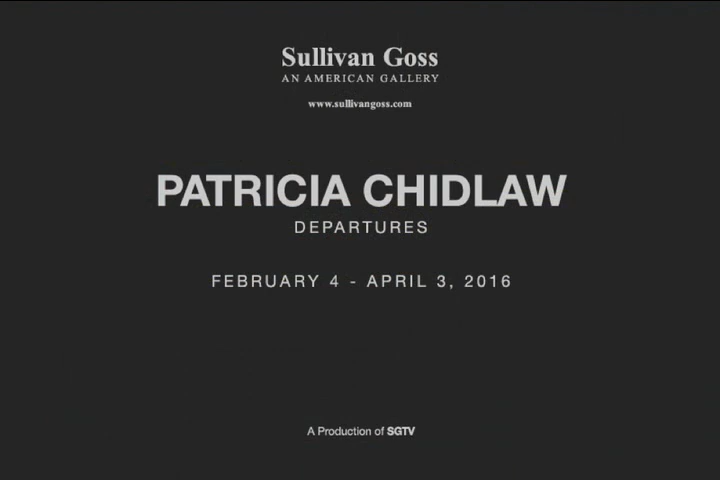 Sullivan Goss
AN AMERICAN GALLERY
www.sullivangoss.com
PATRICIA CHIDLAW
DEPARTURES
FEBRUARY 4 - APRIL 3, 2016
A Production of SGTV